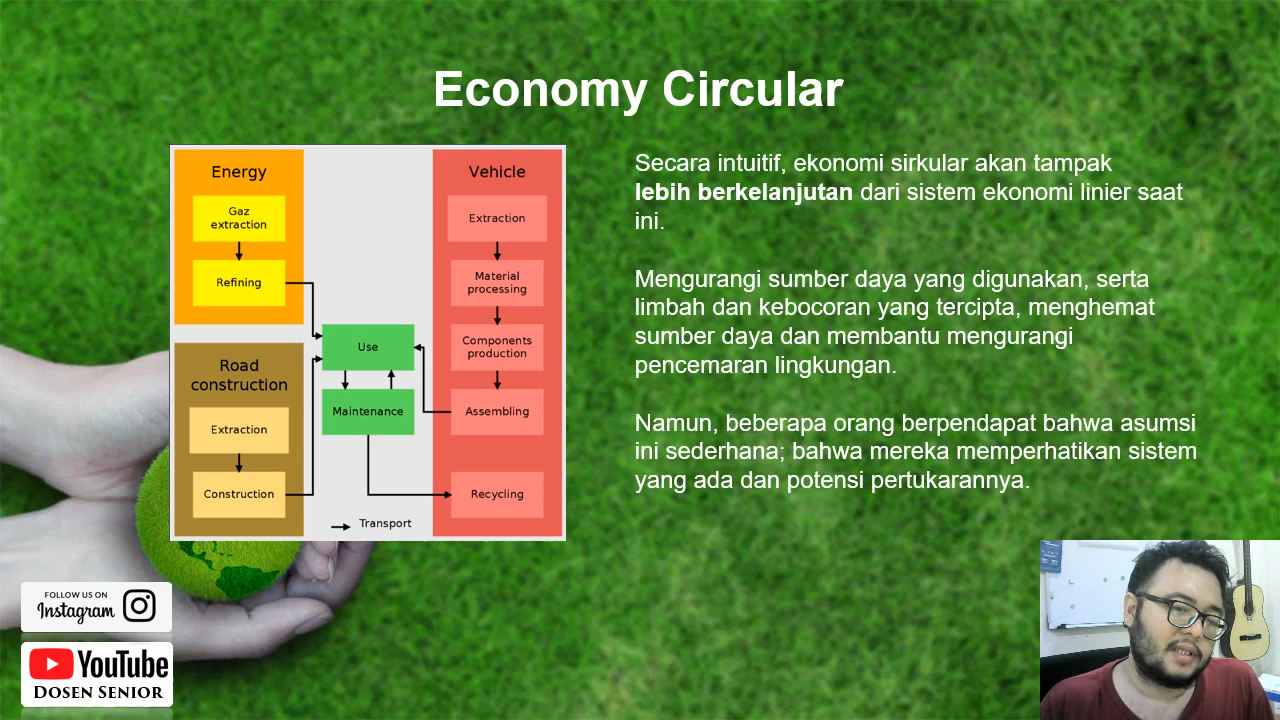 Economy Circular
Energy
Gaz
extraction
Refining
Road
construction
Extraction
Construction
Use
Maintenance
Transport
Vehicle
Extraction
Material
processing
Components
production
Assembling
Recycling
Secara intuitif, ekonomi sirkular akan tampak
lebih berkelanjutan dari sistem ekonomi linier saat
ini.
Mengurangi sumber daya yang digunakan, serta
limbah dan kebocoran yang tercipta, menghemat
sumber daya dan membantu mengurangi
pencemaran lingkungan.
Namun, beberapa orang berpendapat bahwa asumsi
ini sederhana; bahwa mereka memperhatikan sistem
yang ada dan potensi pertukarannya.
FOLLOW US ON
Instagram
YouTube
DOSEN SENIOR